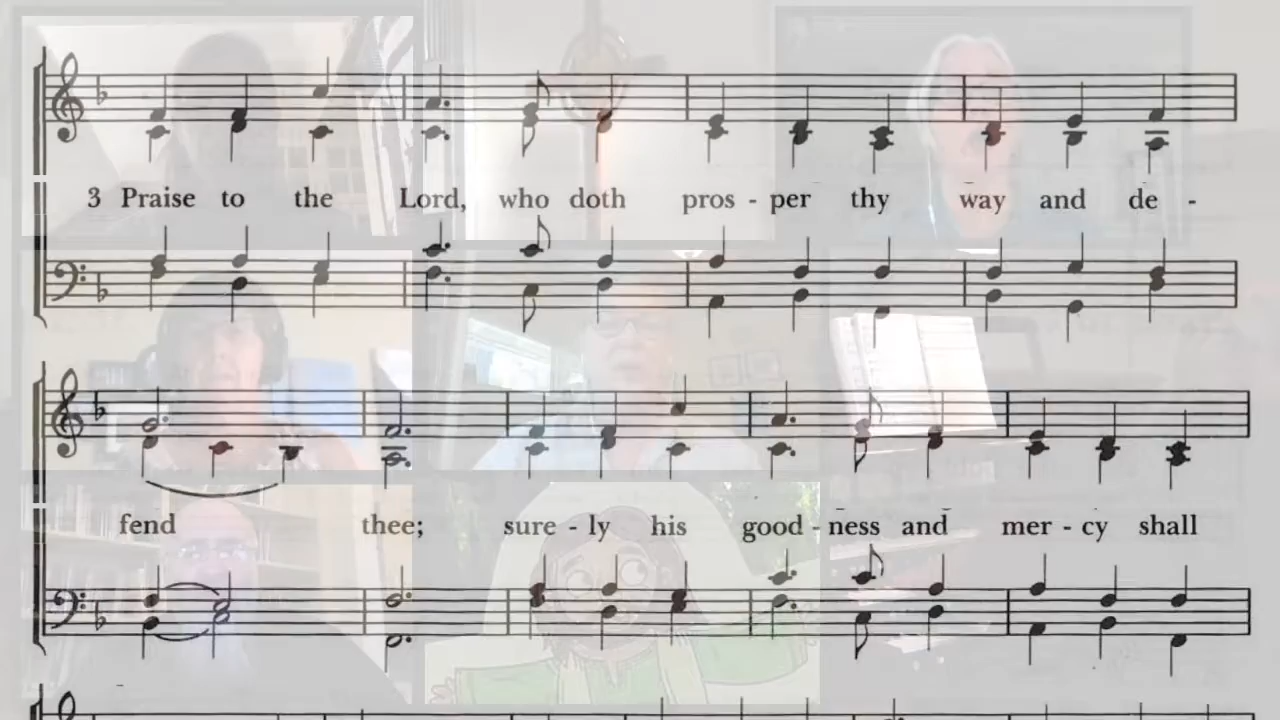 3 Praise to the Lord, who doth pros - per thy way and de -
fend thee; sure - ly his good - ness and mer - cy shall